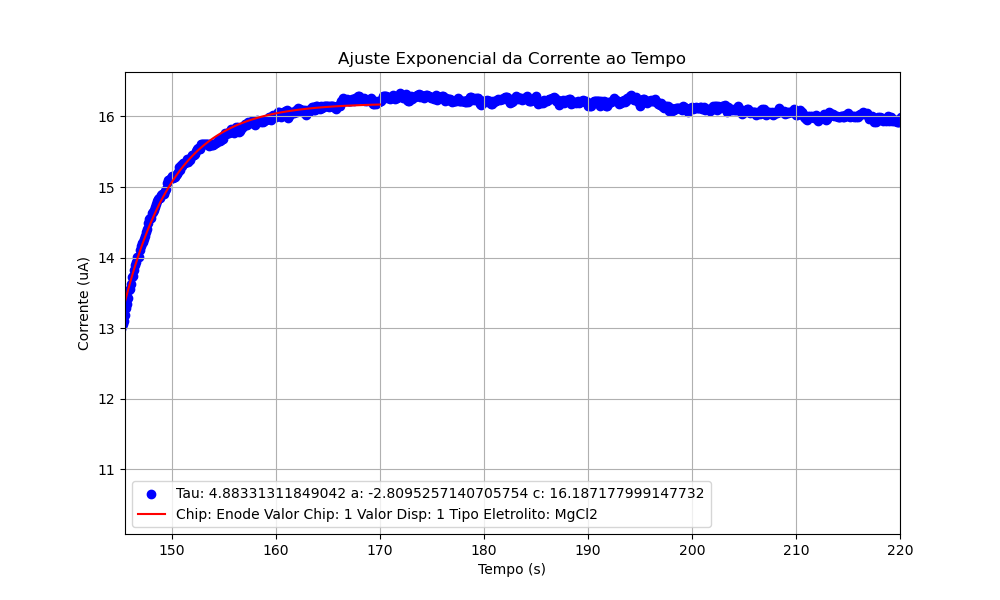 Ajuste Exponencial da Corrente ao Tempo
Corrente (uA)
16
15
14
13
12
11
Tau: 4.88331311849042 a: -2.8095257140705754 c: 16.187177999147732
Chip: Enode Valor Chip: 1 Valor Disp: 1 Tipo Eletrolito: MgCl2
150 160 170 180 190 200 210 220
Tempo (s)